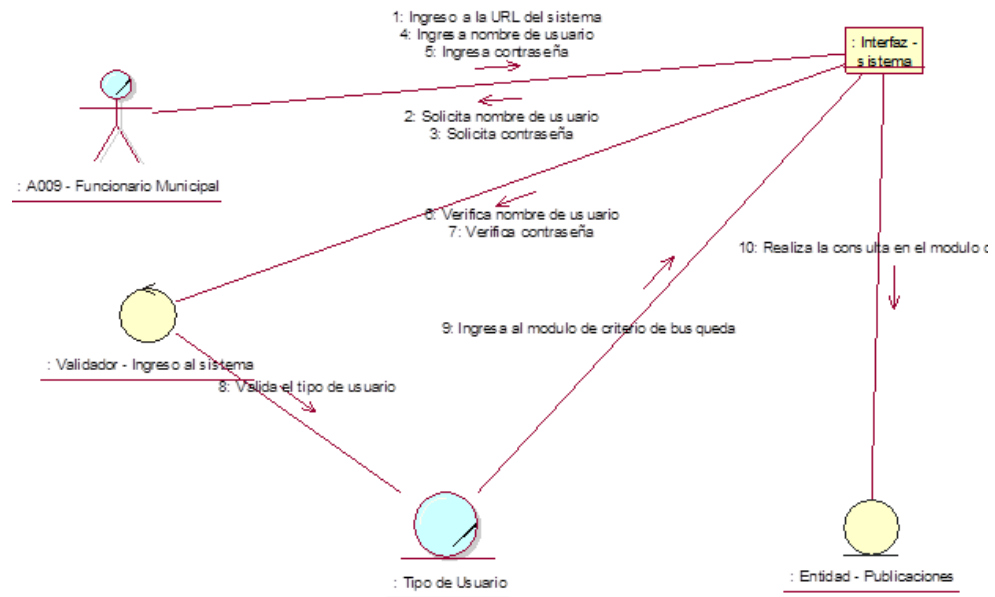 1: Ingreso a la URL del sistema
4: Ingresa nombre de usuario
5: Ingresa contraseña
: Interfaz -
sistema
2: Solicita nombre de usuario
3: Solicita contraseña
: A009 - Funcionario Municipal
6: Verifica nombre de usuario
7: Verifica contraseña
10: Realiza la consulta en el modulo
9: Ingresa al modulo de criterio de busqueda
: Validador - Ingreso al sistema
8: Valida el tipo de usuario
: Tipo de Usuario
: Entidad - Publicaciones